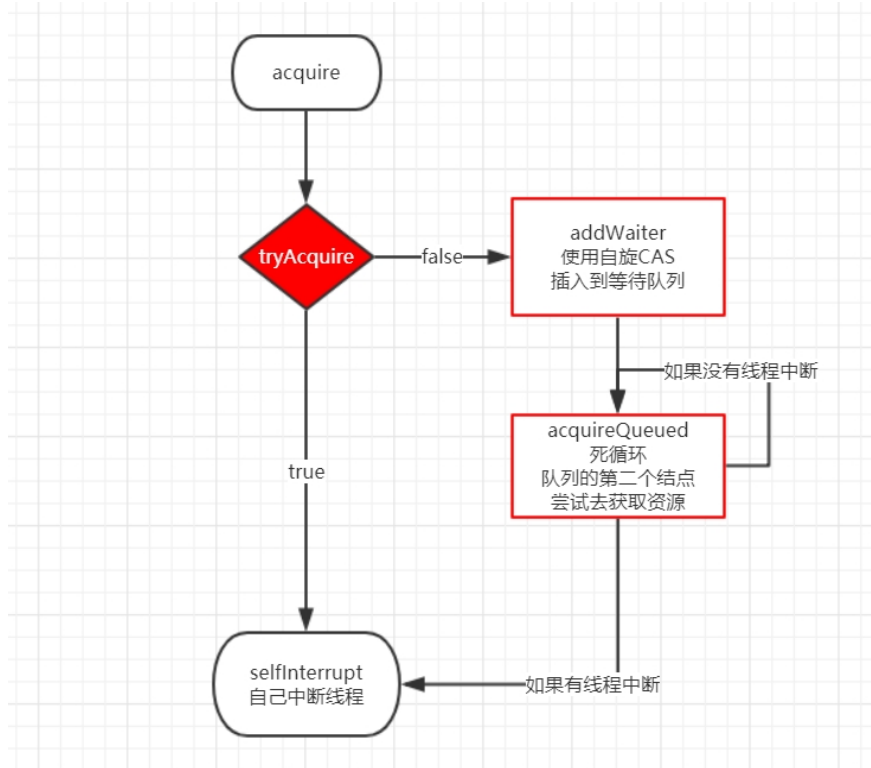 acquire
tryAcquire
false
addWaiter
使用自旋CAS
插入到等待队列
如果没有线程中断
acquireQueued
死循环
队列的第二个结点
尝试去获取资源
true
selfInterrupt
自己中断线程
如果有线程中断